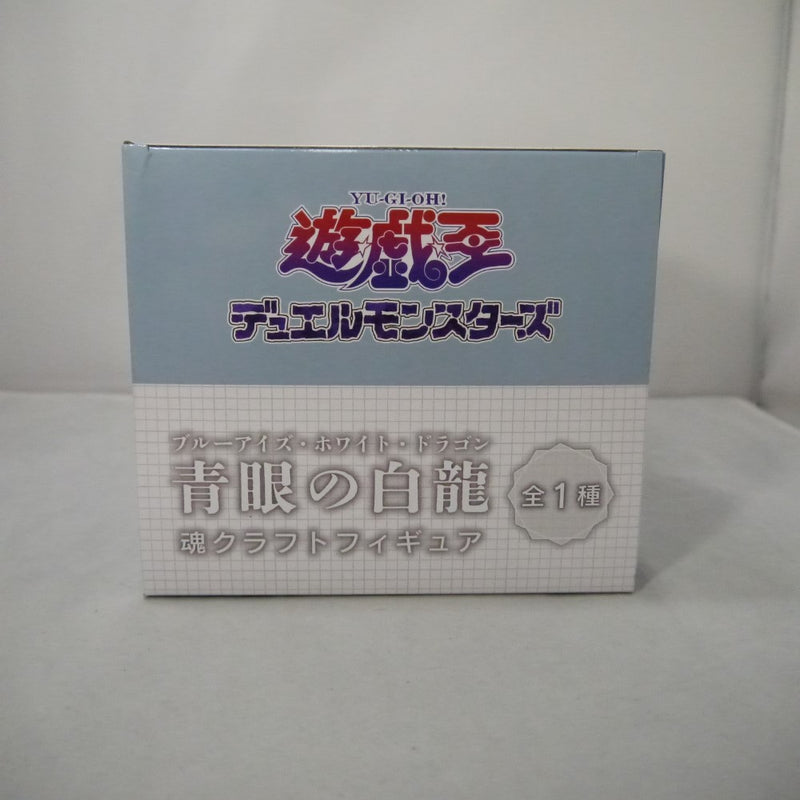 YU-GI-OH!
遊☆戯☆王
デュエルモンスターズ
ブルーアイズ・ホワイト・ドラゴン
青眼の白龍
全1種
魂クラフトフィギュア